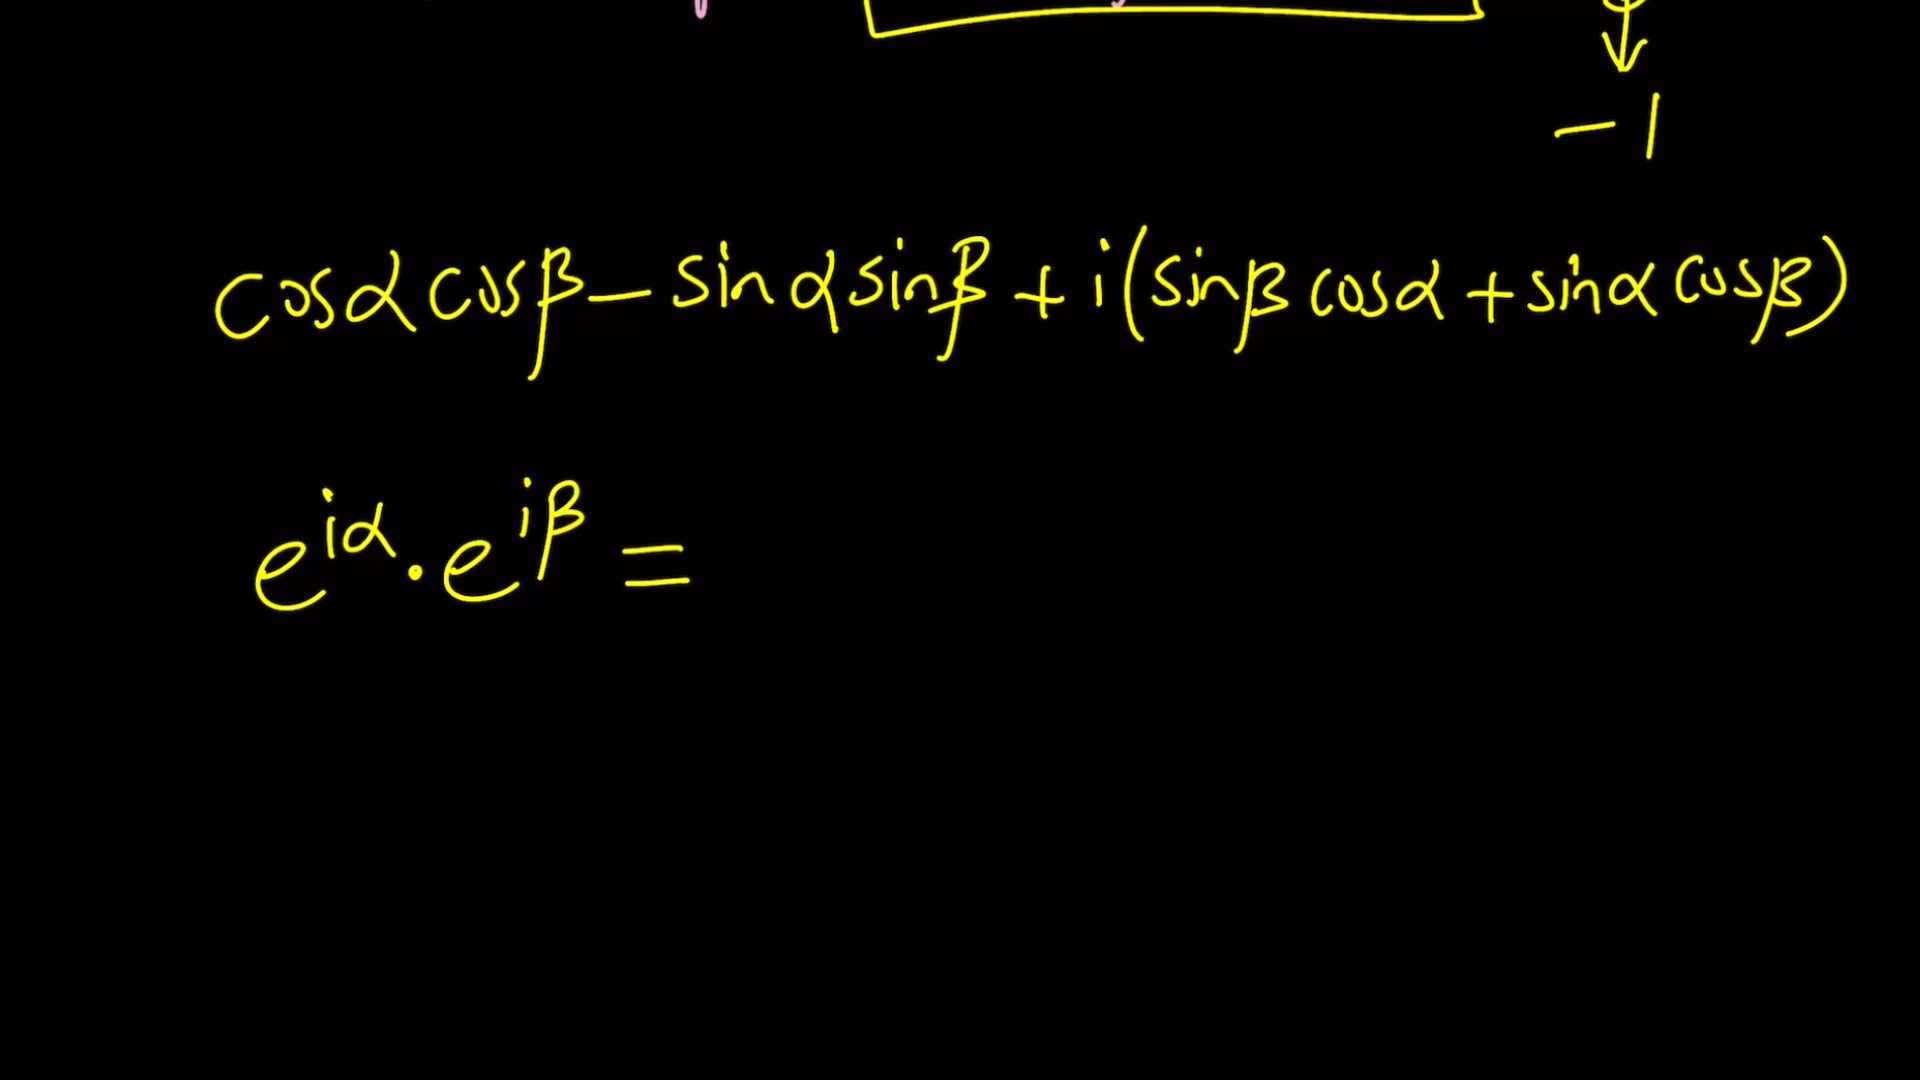 -1
cosα cosβ - sinα sinβ + i(sinβ cosα + sinα cosβ)
e^{iα} · e^{iβ} =